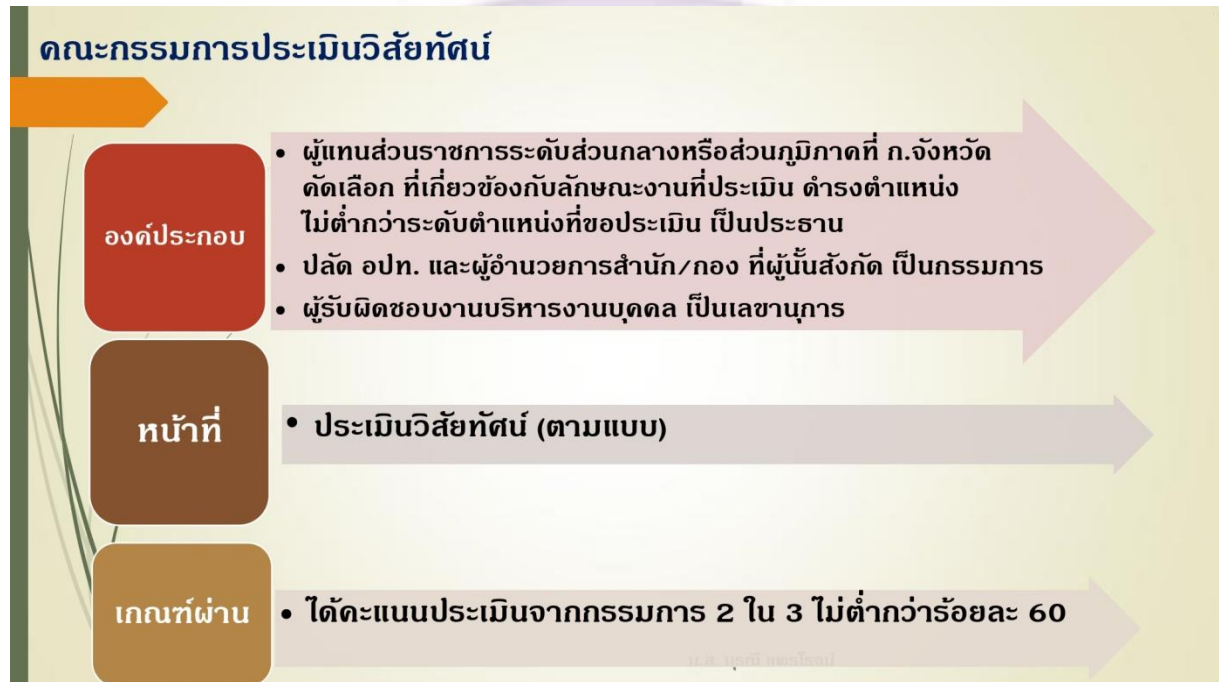 คณะกรรมการประเมินวิสัยทัศน์
องค์ประกอบ
• ผู้แทนส่วนราชการระดับส่วนกลางหรือส่วนภูมิภาคที่ ก.จังหวัด
คัดเลือก ที่เกี่ยวข้องกับลักษณะงานที่ประเมิน ดำรงตำแหน่ง
ไม่ต่ำกว่าระดับตำแหน่งที่ขอประเมิน เป็นประธาน
• ปลัด อปท. และผู้อำนวยการสำนัก/กอง ที่ผู้นั้นสังกัด เป็นกรรมการ
• ผู้รับผิดชอบงานบริหารงานบุคคล เป็นเลขานุการ
หน้าที่
• ประเมินวิสัยทัศน์ (ตามแบบ)
เกณฑ์ผ่าน
• ได้คะแนนประเมินจากกรรมการ 2 ใน 3 ไม่ต่ำกว่าร้อยละ 60